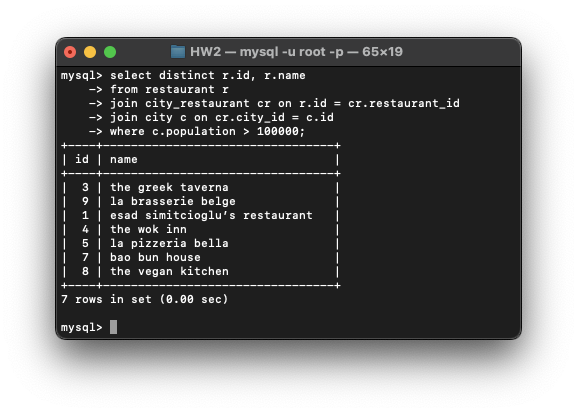 HW2 — mysql -u root -p — 65×19
mysql> select distinct r.id, r.name
    -> from restaurant r
    -> join city_restaurant cr on r.id = cr.restaurant_id
    -> join city c on cr.city_id = c.id
    -> where c.population > 100000;
+----+---------------------------------+
| id | name                            |
+----+---------------------------------+
|  3 | the greek taverna               |
|  9 | la brasserie belge              |
|  1 | esad simitcioglu's restaurant   |
|  4 | the wok inn                     |
|  5 | la pizzeria bella               |
|  7 | bao bun house                   |
|  8 | the vegan kitchen               |
+----+---------------------------------+
7 rows in set (0.00 sec)
mysql>